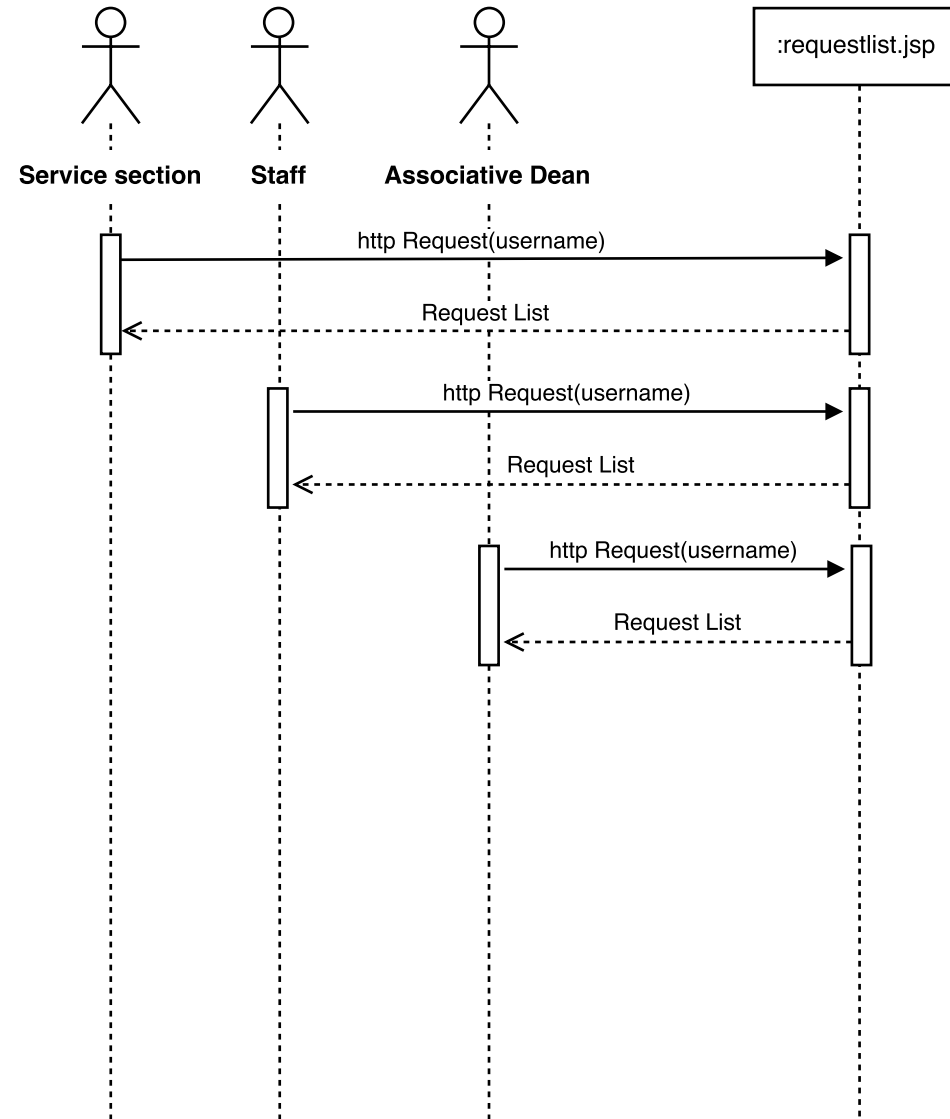 :requestlist.jsp
Service section
Staff
Associative Dean
http Request(username)
Request List
http Request(username)
Request List
http Request(username)
Request List